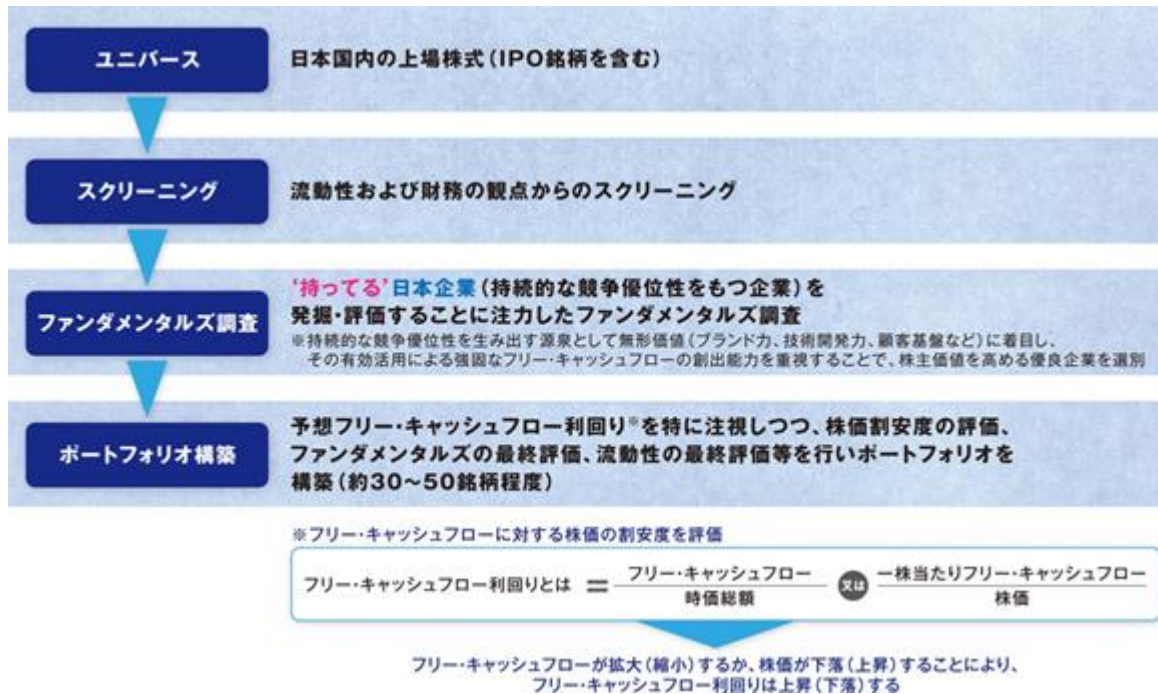 ユニバース
日本国内の上場株式(IPO銘柄を含む)
スクリーニング
流動性および財務の観点からのスクリーニング
ファンダメンタルズ調査
‘持ってる’日本企業(持続的な競争優位性をもつ企業)を
発掘・評価することに注力したファンダメンタルズ調査
※持続的な競争優位性を生み出す源泉として無形価値(ブランド力、技術開発力、顧客基盤など)に着目し、
その有効活用による強固なフリー・キャッシュフローの創出能力を重視することで、株主価値を高める優良企業を選別
ポートフォリオ構築
予想フリー・キャッシュフロー利回り※を特に注視しつつ、株価割安度の評価、
ファンダメンタルズの最終評価、流動性の最終評価等を行いポートフォリオを
構築(約30～50銘柄程度)
※フリー・キャッシュフローに対する株価の割安度を評価
フリー・キャッシュフロー利回りとは = フリー・キャッシュフロー 又は 一株当たりフリー・キャッシュフロー
時価総額 株価
フリー・キャッシュフローが拡大(縮小)するか、株価が下落(上昇)することにより、
フリー・キャッシュフロー利回りは上昇(下落)する